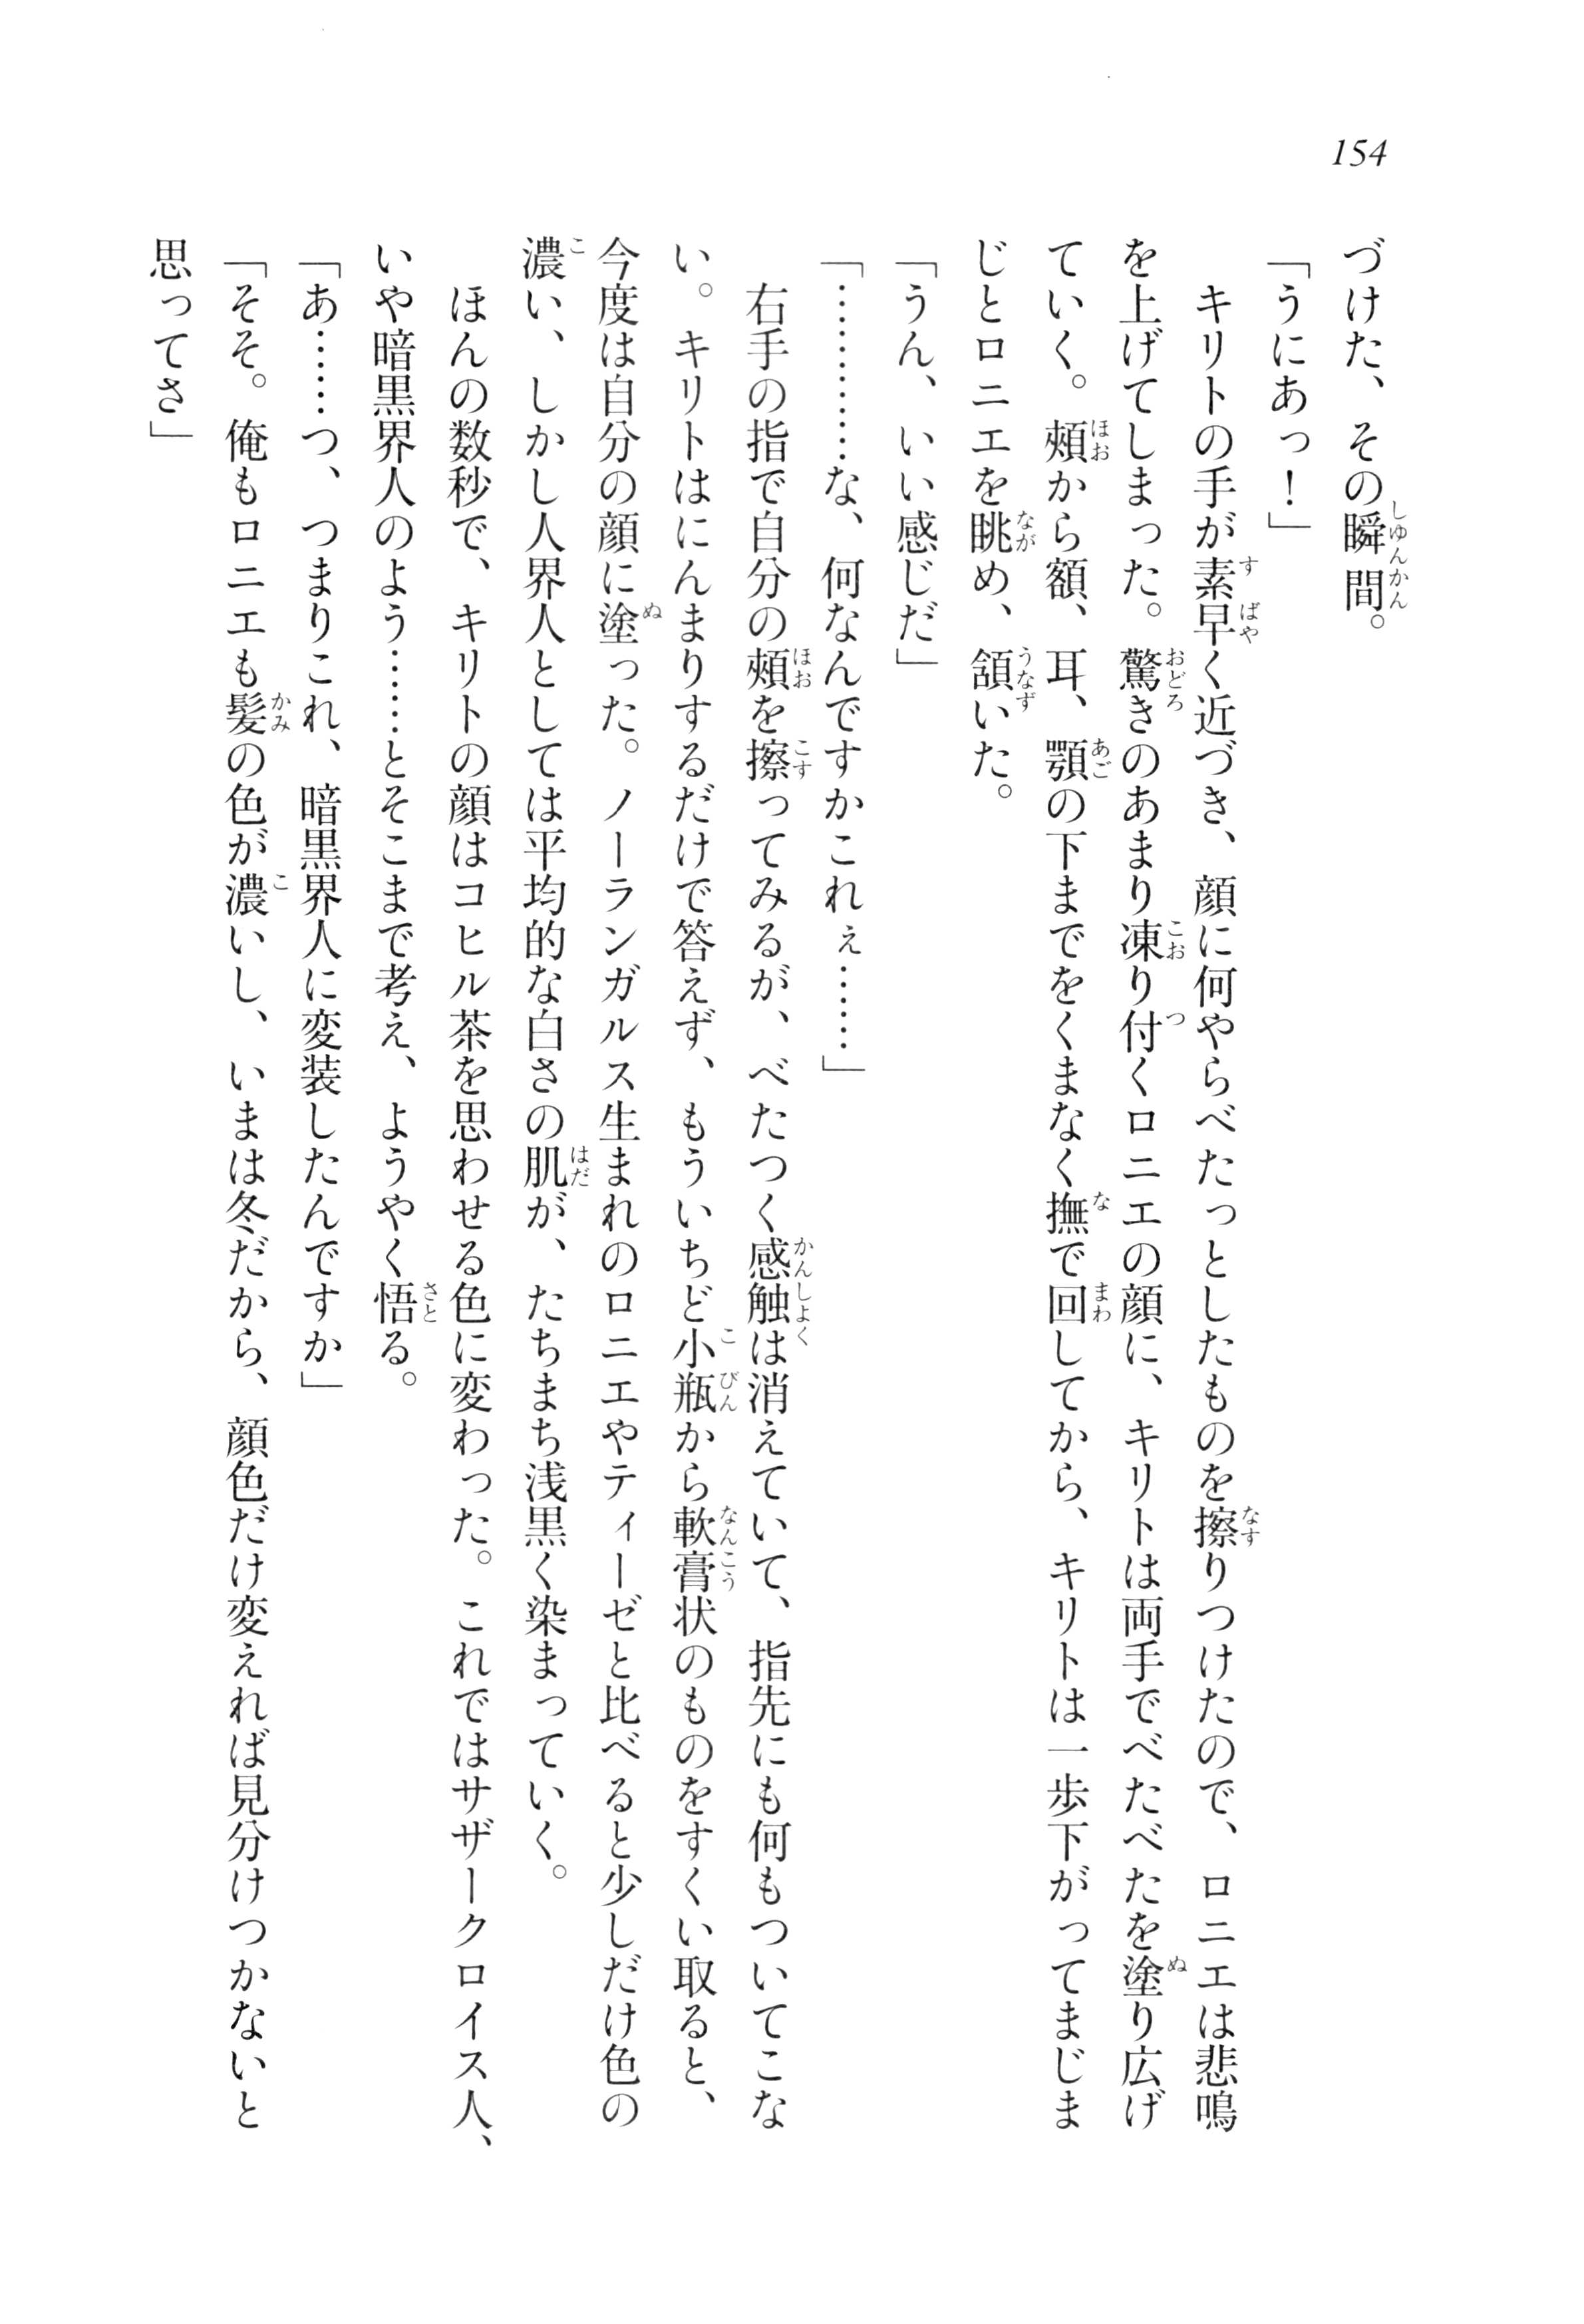 154
づけた、その瞬間。
「うにあっ！」
　キリトの手が素早く近づき、顔に何やらべたっとしたものを擦りつけたので、ロニエは悲鳴
を上げてしまった。驚きのあまり凍り付くロニエの顔に、キリトは両手でべたべたを塗り広げ
ていく。頰から額、耳、顎の下までをくまなく撫で回してから、キリトは一歩下がってまじま
じとロニエを眺め、頷いた。
「うん、いい感じだ」
「…………な、何なんですかこれぇ……」
　右手の指で自分の頰を擦ってみるが、べたつく感触は消えていて、指先にも何もついてこな
い。キリトはにんまりするだけで答えず、もういちど小瓶から軟膏状のものをすくい取ると、
今度は自分の顔に塗った。ノーランガルス生まれのロニエやティーゼと比べると少しだけ色の
濃い、しかし人界人としては平均的な白さの肌が、たちまち浅黒く染まっていく。
　ほんの数秒で、キリトの顔はコヒル茶を思わせる色に変わった。これではサザークロイス人、
いや暗黒界人のよう……とそこまで考え、ようやく悟る。
「あ……つ、つまりこれ、暗黒界人に変装したんですか」
「そそ。俺もロニエも髪の色が濃いし、いまは冬だから、顔色だけ変えれば見分けつかないと
思ってさ」